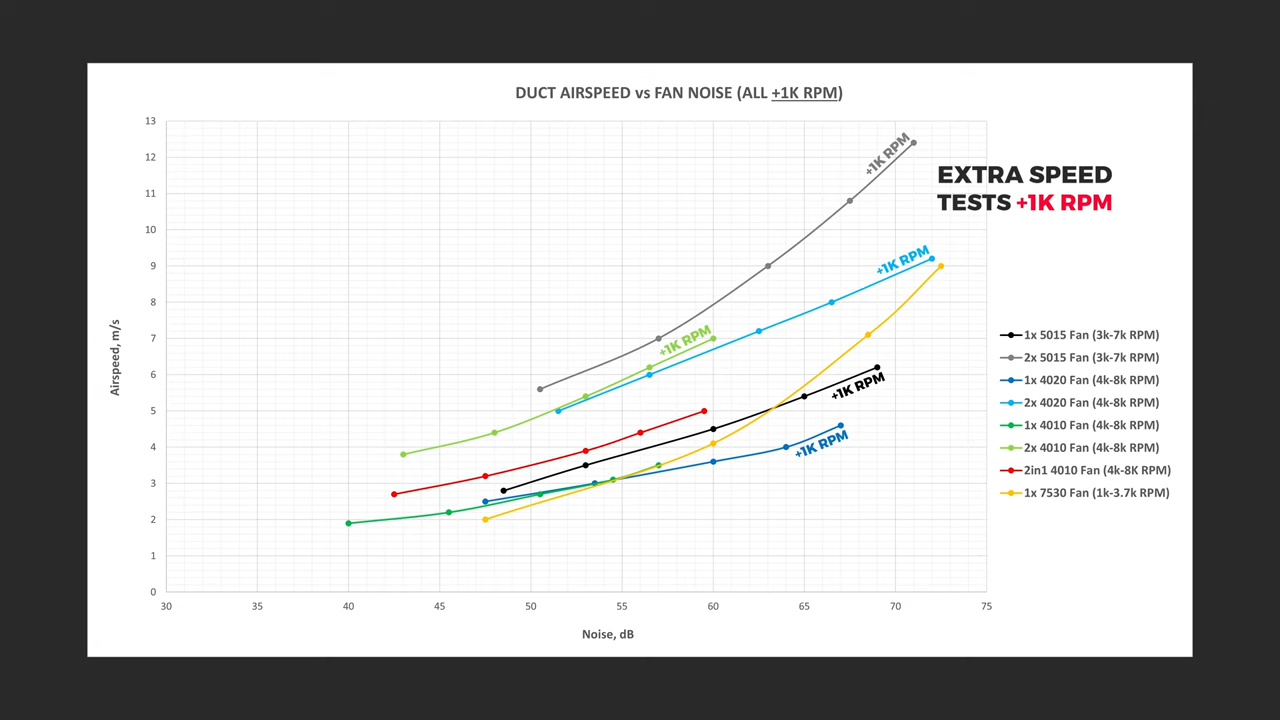 DUCT AIRSPEED vs FAN NOISE (ALL +1K RPM)
EXTRA SPEED
TESTS +1K RPM
Airspeed, m/s
13
12
11
10
9
8
7
6
5
4
3
2
1
0
+1K RPM
+1K RPM
+1K RPM
+1K RPM
+1K RPM
1x 5015 Fan (3k-7k RPM)
2x 5015 Fan (3k-7k RPM)
1x 4020 Fan (4k-8k RPM)
2x 4020 Fan (4k-8k RPM)
1x 4010 Fan (4k-8K RPM)
2x 4010 Fan (4k-8K RPM)
2in1 4010 Fan (4k-8K RPM)
1x 7530 Fan (1k-3.7k RPM)
30 35 40 45 50 55 60 65 70 75
Noise, dB